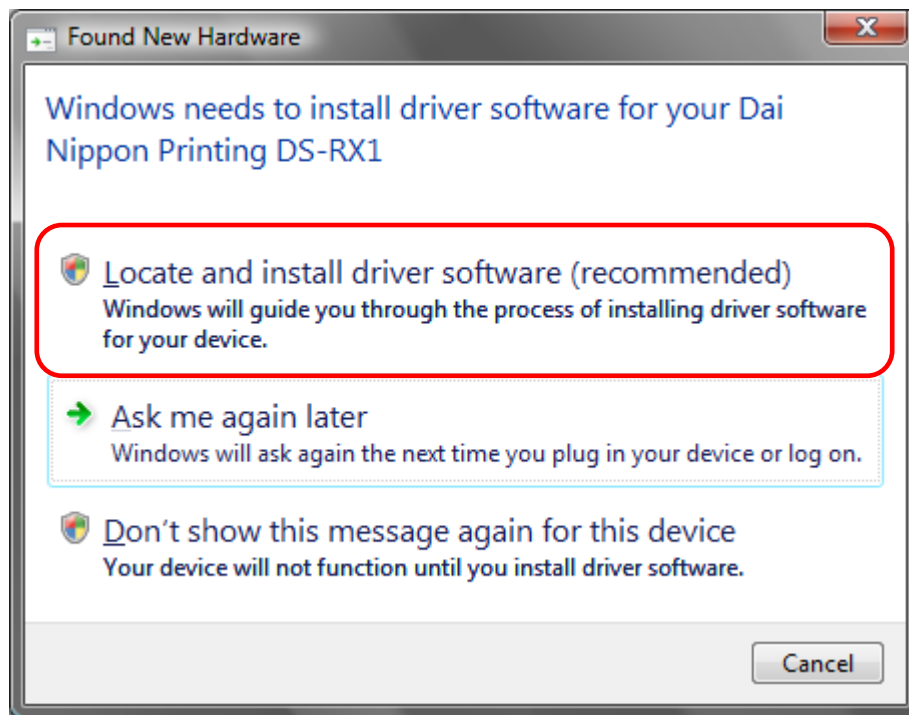 Found New Hardware
Windows needs to install driver software for your Dai
Nippon Printing DS-RX1
Locate and install driver software (recommended)
Windows will guide you through the process of installing driver software
for your device.
Ask me again later
Windows will ask again the next time you plug in your device or log on.
Don't show this message again for this device
Your device will not function until you install driver software.
Cancel